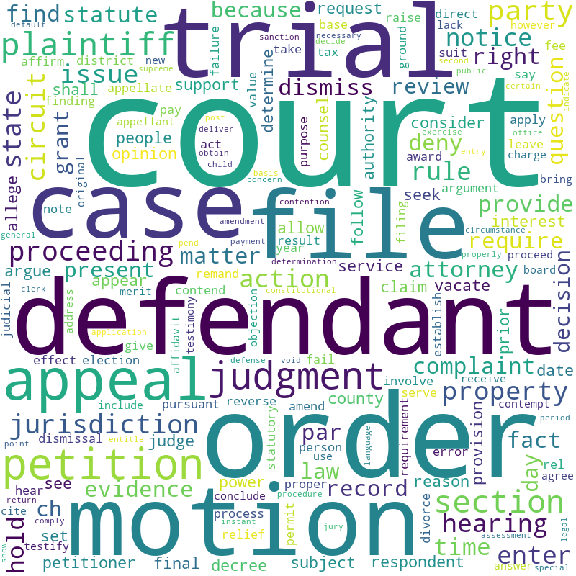 find
statute
because
trial
request
base
raise
direct
lack
however
party
default
affirm
district
take
necessary
decide
ground
plaintiff
sanction
supreme
second
notice
suit
fee
new
failure
support
determine
tax
public
certain
indicate
issue
shall
appellate
dismiss
right
say
finding
value
review
question
circuit
grant
pay
appellant
post
people
deliver
act
obtain
purpose
counsel
authority
consider
apply
office
exercise
state
opinion
child
deny
leave
charge
allege
original
basis
concern
award
argument
entry
bring
court
rule
note
amendment
contention
follow
seek
provide
general
case
file
allow
result
year
filing
interest
circumstance
require
proceeding
pend
payment
determination
service
attorney
properly
proceed
board
argue
present
matter
remand
judicial
clerk
merit
appear
contend
action
constitutional
claim
vacate
decision
address
application
testimony
objection
establish
prior
give
affidavit
defendant
effect
election
defense
void
fail
involve
serve
receive
complaint
date
appeal
judgment
reverse
amend
contempt
period
property
include
pursuant
county
jurisdiction
dismissal
entitle
judge
statutory
par
person
use
language
requirement
error
provision
fact
rel
agree
point
petition
see
power
law
proper
conclude
record
reason
day
section
cite
hear
return
comply
evidence
process
procedure
instant
jury
hearing
assessment
legal
hold
ch
set
testify
permit
relief
divorce
time
enter
show
motion
order
petitioner
final
decree
subject
respondent
answer
special